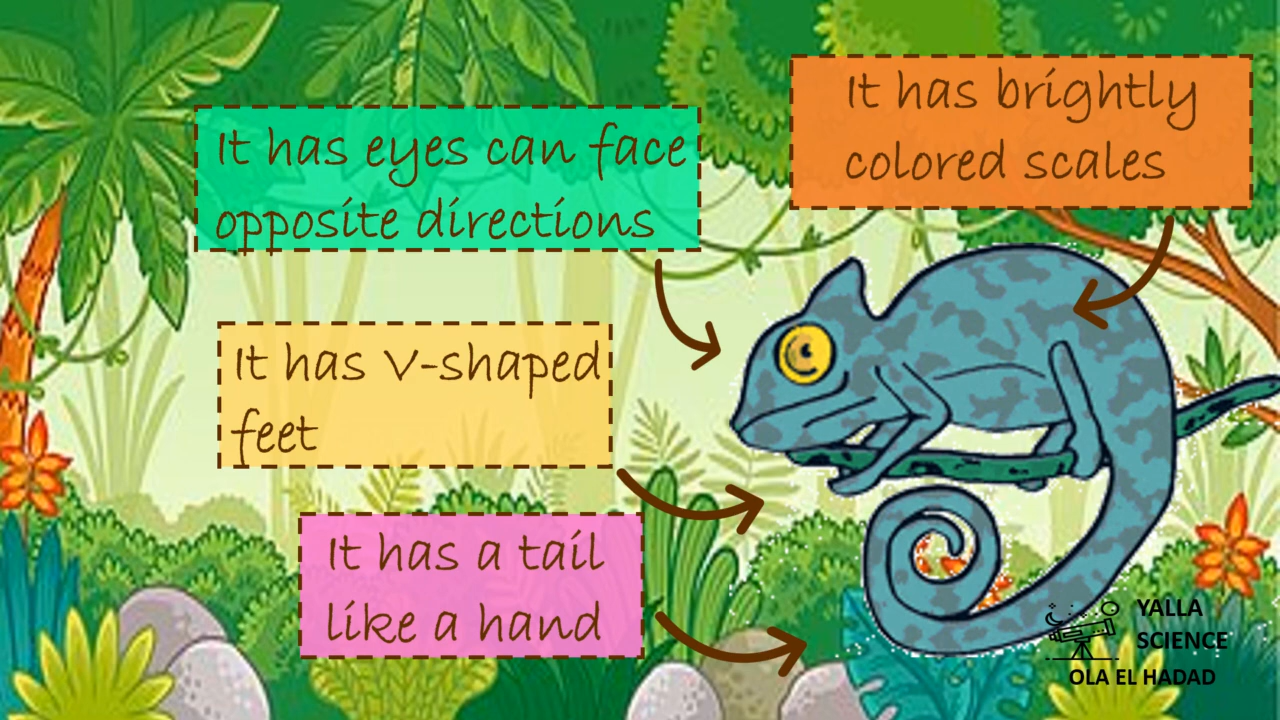 It has brightly
colored scales
It has eyes can face
opposite directions
It has V-shaped
feet
It has a tail
like a hand
YALLA
SCIENCE
OLA EL HADAD